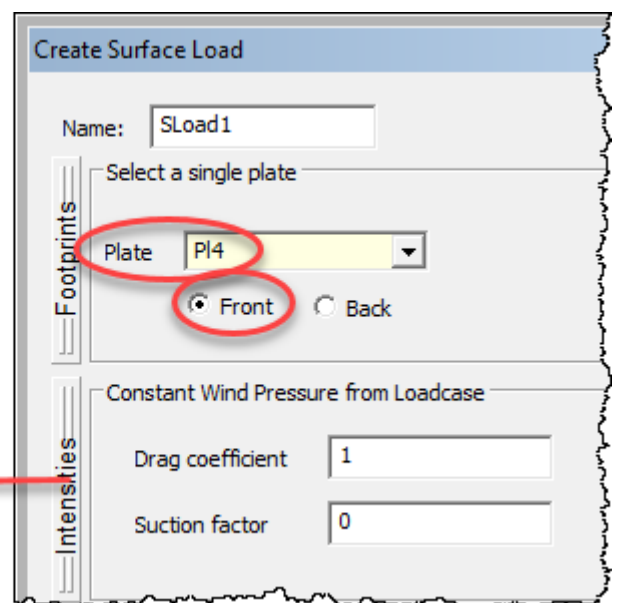 Create Surface Load
Name: SLoad1
Footprints
Select a single plate
Plate Pl4
Front Back
Intensities
Constant Wind Pressure from Loadcase
Drag coefficient 1
Suction factor 0